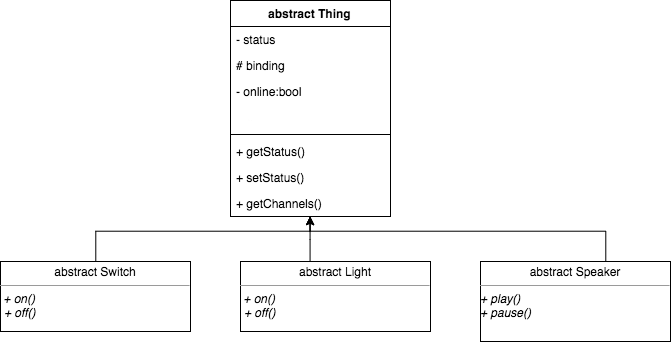 abstract Thing
- status
# binding
- online:bool
+ getStatus()
+ setStatus()
+ getChannels()
abstract Switch
+ on()
+ off()
abstract Light
+ on()
+ off()
abstract Speaker
+ play()
+ pause()